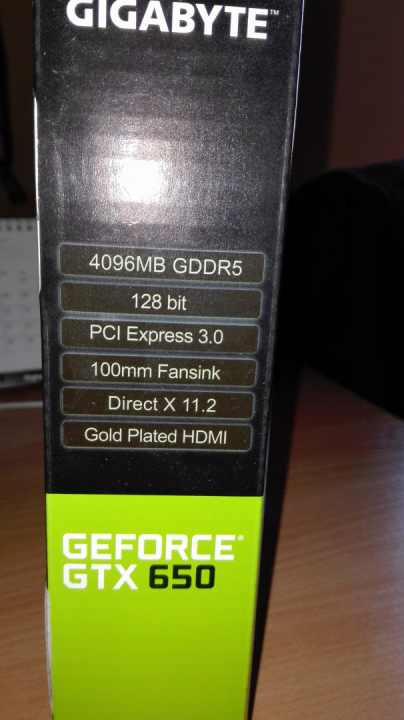 GIGABYTE™
4096MB GDDR5
128 bit
PCI Express 3.0
100mm Fansink
Direct X 11.2
Gold Plated HDMI
GEFORCE®
GTX 650